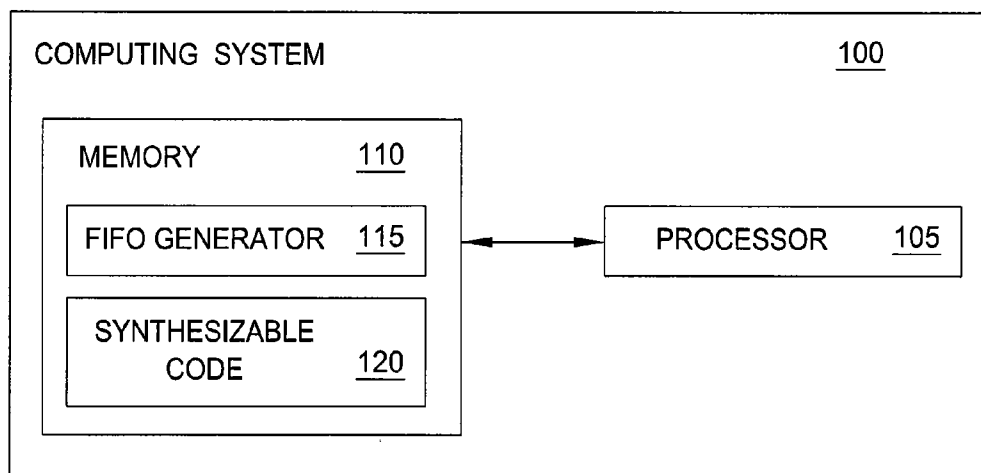 COMPUTING SYSTEM 100
MEMORY 110
FIFO GENERATOR 115
PROCESSOR 105
SYNTHESIZABLE
CODE 120